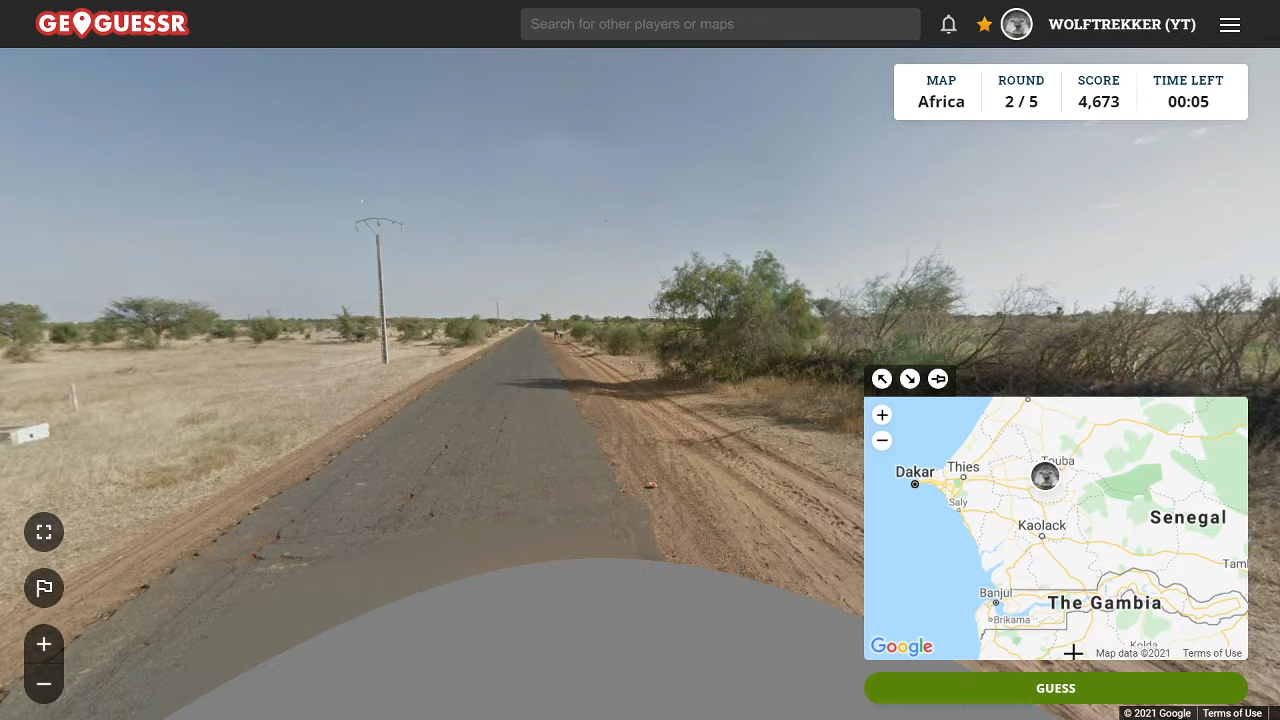 GEOGUESSR
Search for other players or maps
WOLFTREKKER (YT)
MAP
Africa
ROUND
2 / 5
SCORE
4,673
TIME LEFT
00:05
Dakar
Thies
Touba
Saly
Kaolack
Senegal
Tam
Banjul
The Gambia
Brikama
Kolda
Google
Map data ©2021
Terms of Use
GUESS
© 2021 Google
Terms of Use